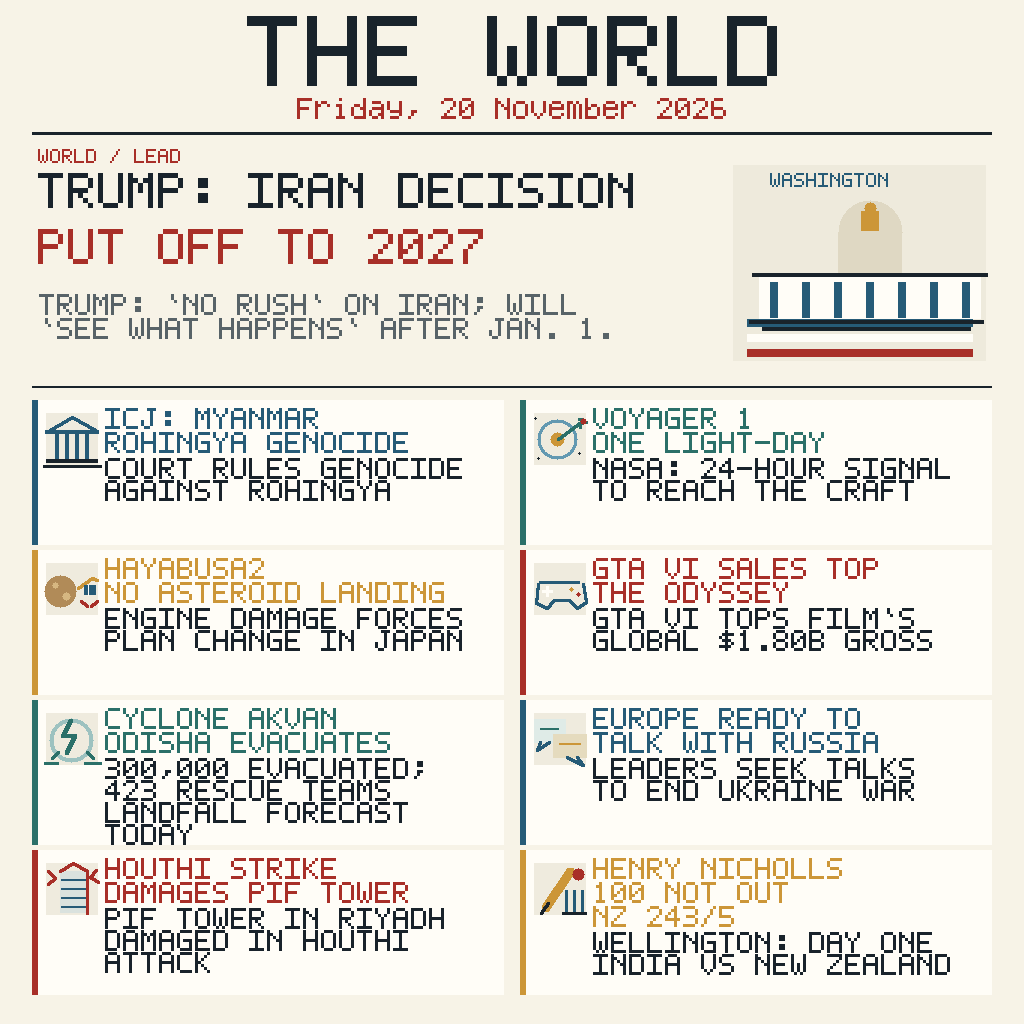 THE WORLD
Friday, 20 November 2026
WORLD / LEAD
TRUMP: IRAN DECISION
PUT OFF TO 2027
TRUMP: 'NO RUSH' ON IRAN; WILL
'SEE WHAT HAPPENS' AFTER JAN. 1.
WASHINGTON
ICJ: MYANMAR
ROHINGYA GENOCIDE
COURT RULES GENOCIDE
AGAINST ROHINGYA
VOYAGER 1
ONE LIGHT-DAY
NASA: 24-HOUR SIGNAL
TO REACH THE CRAFT
HAYABUSA2
NO ASTEROID LANDING
ENGINE DAMAGE FORCES
PLAN CHANGE IN JAPAN
GTA VI SALES TOP
THE ODYSSEY
GTA VI TOPS FILM'S
GLOBAL $1.80B GROSS
CYCLONE AKVAN
ODISHA EVACUATES
300,000 EVACUATED;
423 RESCUE TEAMS
LANDFALL FORECAST
TODAY
EUROPE READY TO
TALK WITH RUSSIA
LEADERS SEEK TALKS
TO END UKRAINE WAR
HOUTHI STRIKE
DAMAGES PIF TOWER
PIF TOWER IN RIYADH
DAMAGED IN HOUTHI
ATTACK
HENRY NICHOLLS
100 NOT OUT
NZ 243/5
WELLINGTON: DAY ONE
INDIA VS NEW ZEALAND